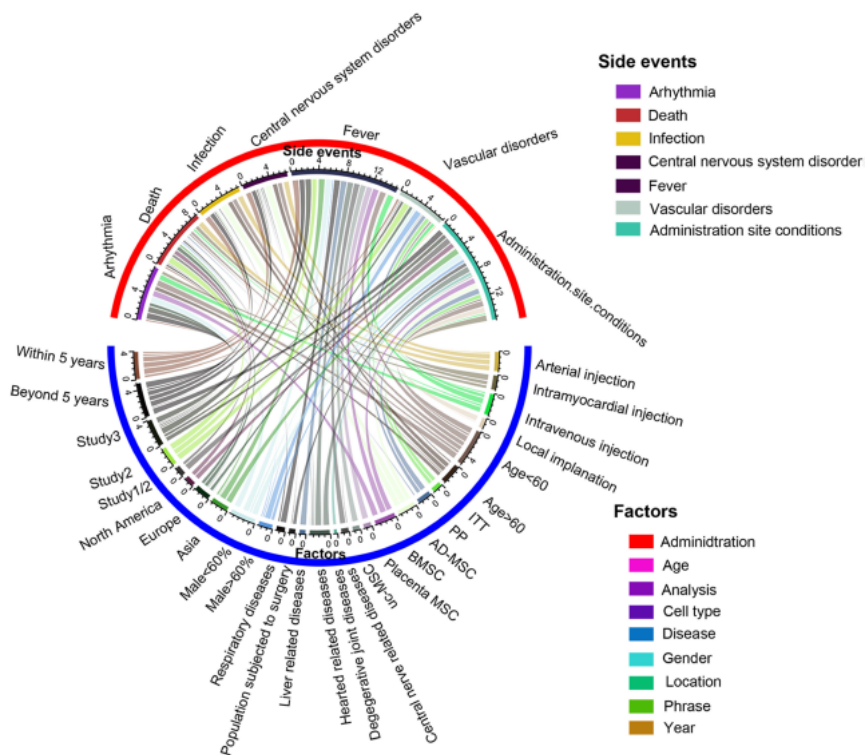 Side events
Arhythmia
Death
Infection
Central nervous system disorder
Fever
Vascular disorders
Administration site conditions
Arhythmia
Death
Infection
Central nervous system disorders
Fever
Vascular disorders
Administration.site.conditions
Side events
Within 5 years
Beyond 5 years
Study3
Study2
Study1/2
North America
Europe
Asia
Male<60%
Male>60%
Respiratory diseases
Population subjected to surgery
Liver related diseases
Hearted related diseases
Degegerative joint diseases
Central nerve related diseases
uc-MSC
Placenta MSC
BMSC
AD-MSC
PP
ITT
Age>60
Age<60
Local implanation
Intravenous injection
Intramyocardial injection
Arterial injection
Factors
Factors
Adminidtration
Age
Analysis
Cell type
Disease
Gender
Location
Phrase
Year